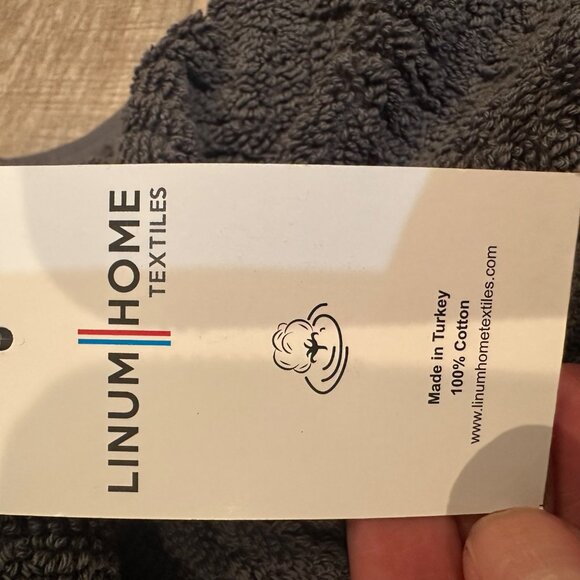 LINUM HOME
TEXTILES
Made in Turkey
100% Cotton
www.linumhometextiles.com